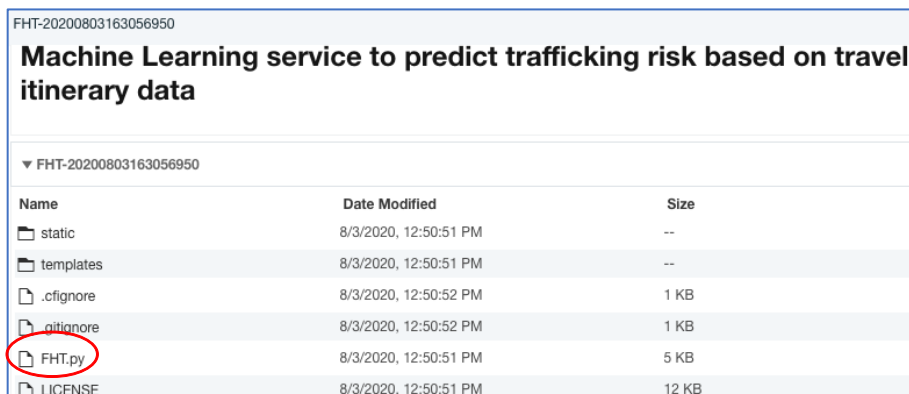 FHT-20200803163056950
Machine Learning service to predict trafficking risk based on travel
itinerary data
▼ FHT-20200803163056950
Name Date Modified Size
static 8/3/2020, 12:50:51 PM --
templates 8/3/2020, 12:50:51 PM --
.cfignore 8/3/2020, 12:50:52 PM 1 KB
.gitignore 8/3/2020, 12:50:52 PM 1 KB
FHT.py 8/3/2020, 12:50:51 PM 5 KB
LICENSE 8/3/2020, 12:50:51 PM 12 KB